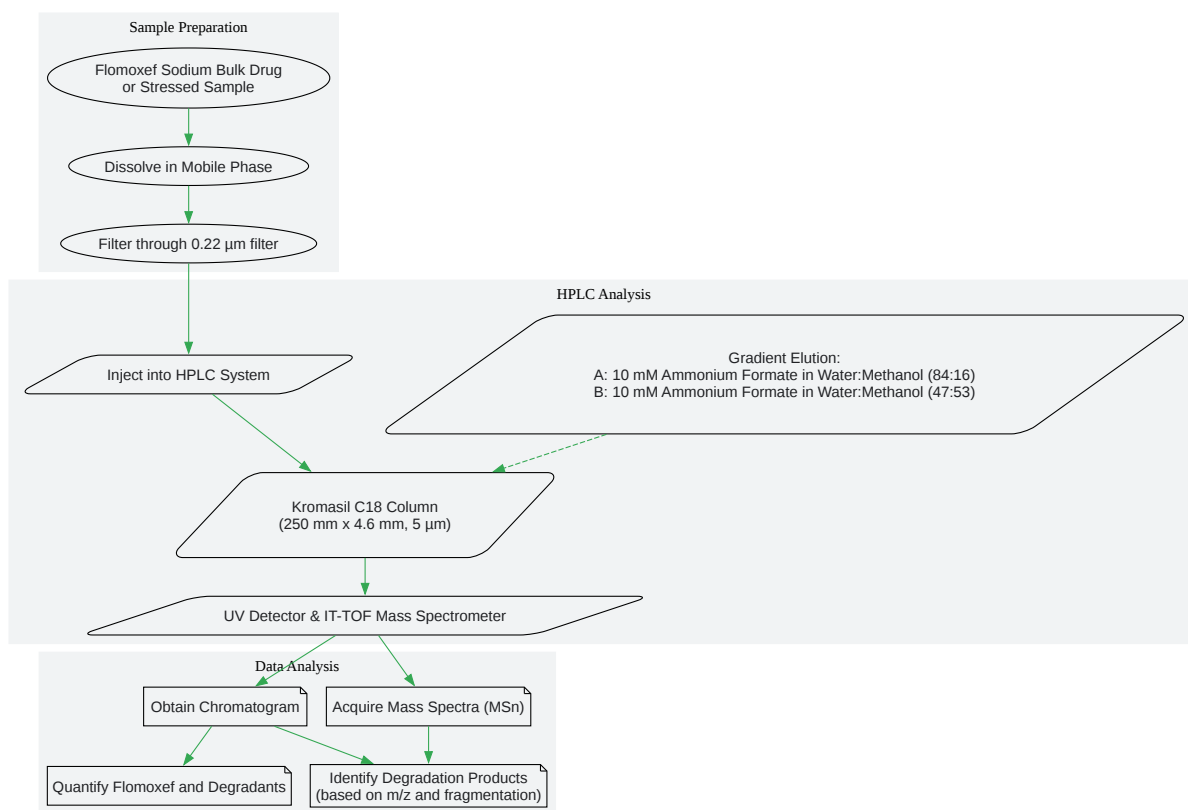 Sample Preparation
Flomoxef Sodium Bulk Drug
or Stressed Sample
Dissolve in Mobile Phase
Filter through 0.22 µm filter
HPLC Analysis
Gradient Elution:
A: 10 mM Ammonium Formate in Water:Methanol (84:16)
B: 10 mM Ammonium Formate in Water:Methanol (47:53)
Inject into HPLC System
Kromasil C18 Column
(250 mm x 4.6 mm, 5 µm)
UV Detector & IT-TOF Mass Spectrometer
Data Analysis
Obtain Chromatogram
Acquire Mass Spectra (MSn)
Quantify Flomoxef and Degradants
Identify Degradation Products
(based on m/z and fragmentation)